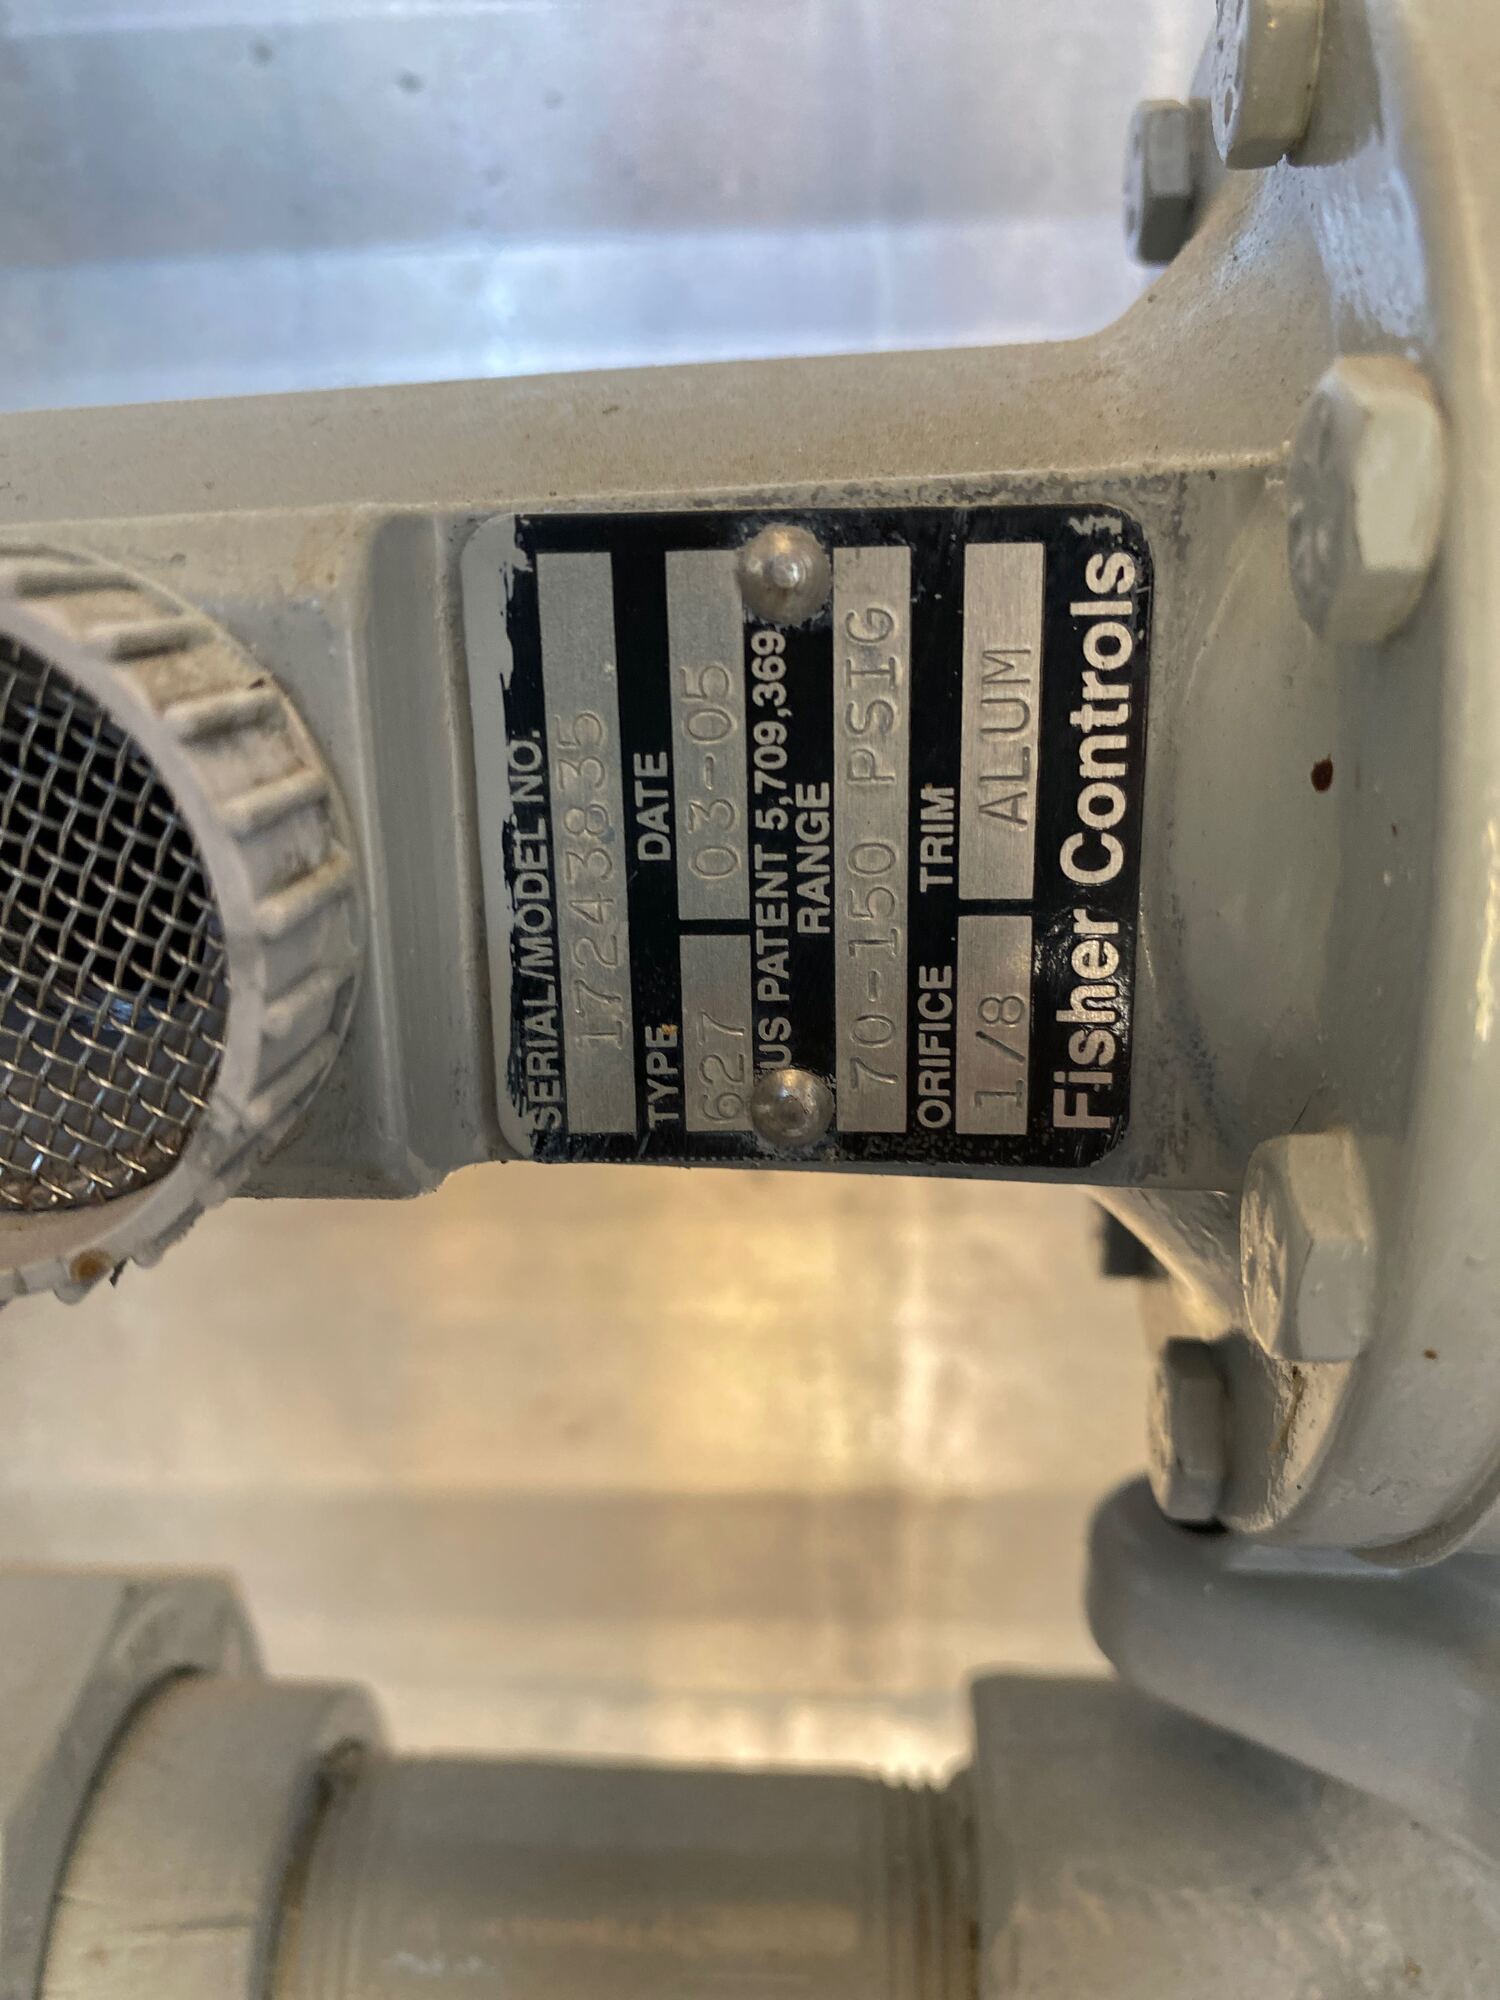 SERIAL/MODEL NO.
17243835
TYPE DATE
627 03-05
US PATENT 5,709,369
RANGE
70-150 PSIG
ORIFICE TRIM
1/8 ALUM
Fisher Controls